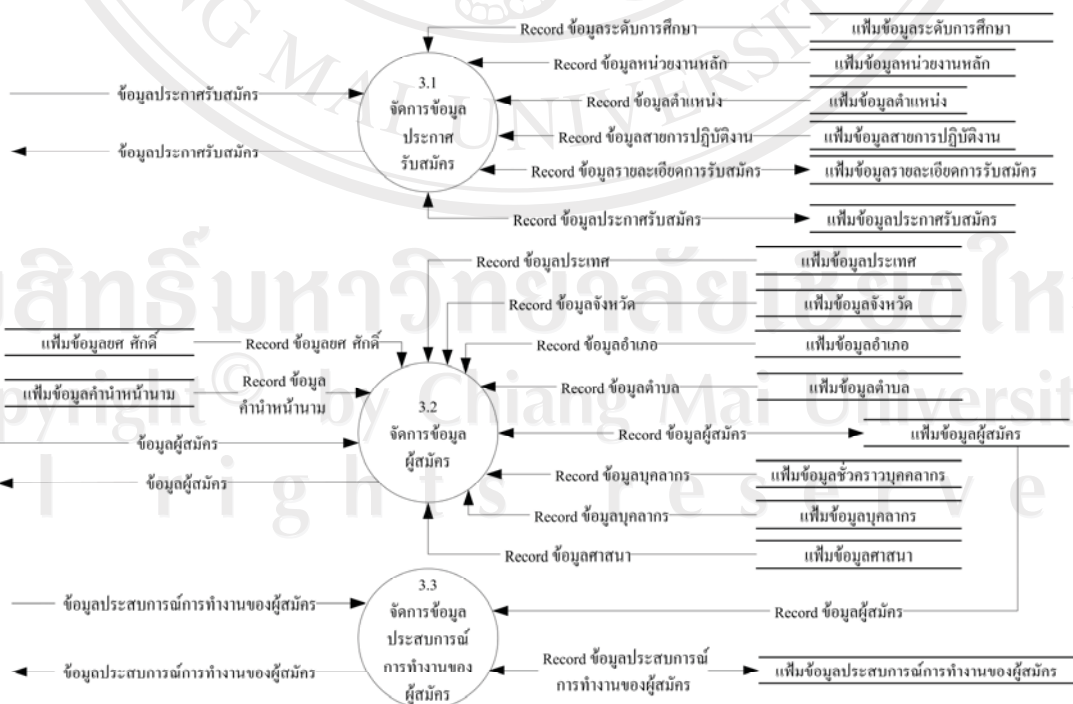 NG MAI UNIVERSIT
Record ข้อมูลระดับการศึกษา
แฟ้มข้อมูลระดับการศึกษา
Record ข้อมูลหน่วยงานหลัก
แฟ้มข้อมูลหน่วยงานหลัก
3.1
จัดการข้อมูล
ประกาศ
รับสมัคร
ข้อมูลประกาศรับสมัคร
ข้อมูลประกาศรับสมัคร
Record ข้อมูลตำแหน่ง
แฟ้มข้อมูลตำแหน่ง
Record ข้อมูลสายการปฏิบัติงาน
แฟ้มข้อมูลสายการปฏิบัติงาน
Record ข้อมูลรายละเอียดการรับสมัคร
แฟ้มข้อมูลรายละเอียดการรับสมัคร
Record ข้อมูลประกาศรับสมัคร
แฟ้มข้อมูลประกาศรับสมัคร
Record ข้อมูลประเทศ
แฟ้มข้อมูลประเทศ
Record ข้อมูลจังหวัด
แฟ้มข้อมูลจังหวัด
สิทธิ์มหาวิทยาลัยเชียงให
แฟ้มข้อมูลยศ ศักดิ์
Record ข้อมูลยศ ศักดิ์
Record ข้อมูลอำเภอ
แฟ้มข้อมูลอำเภอ
แฟ้มข้อมูลคำนำหน้านาม
Record ข้อมูล
คำนำหน้านาม
Record ข้อมูลตำบล
แฟ้มข้อมูลตำบล
opyright © by Chiang Mai Universit
3.2
จัดการข้อมูล
ผู้สมัคร
ข้อมูลผู้สมัคร
ข้อมูลผู้สมัคร
Record ข้อมูลผู้สมัคร
แฟ้มข้อมูลผู้สมัคร
Record ข้อมูลบุคลากร
แฟ้มข้อมูลชั่วคราวบุคคลากร
l rights reserve
Record ข้อมูลบุคลากร
แฟ้มข้อมูลบุคลากร
Record ข้อมูลศาสนา
แฟ้มข้อมูลศาสนา
3.3
จัดการข้อมูล
ประสบการณ์
การทำงานของ
ผู้สมัคร
ข้อมูลประสบการณ์การทำงานของผู้สมัคร
ข้อมูลประสบการณ์การทำงานของผู้สมัคร
Record ข้อมูลผู้สมัคร
Record ข้อมูลประสบการณ์
การทำงานของผู้สมัคร
แฟ้มข้อมูลประสบการณ์การทำงานของผู้สมัคร